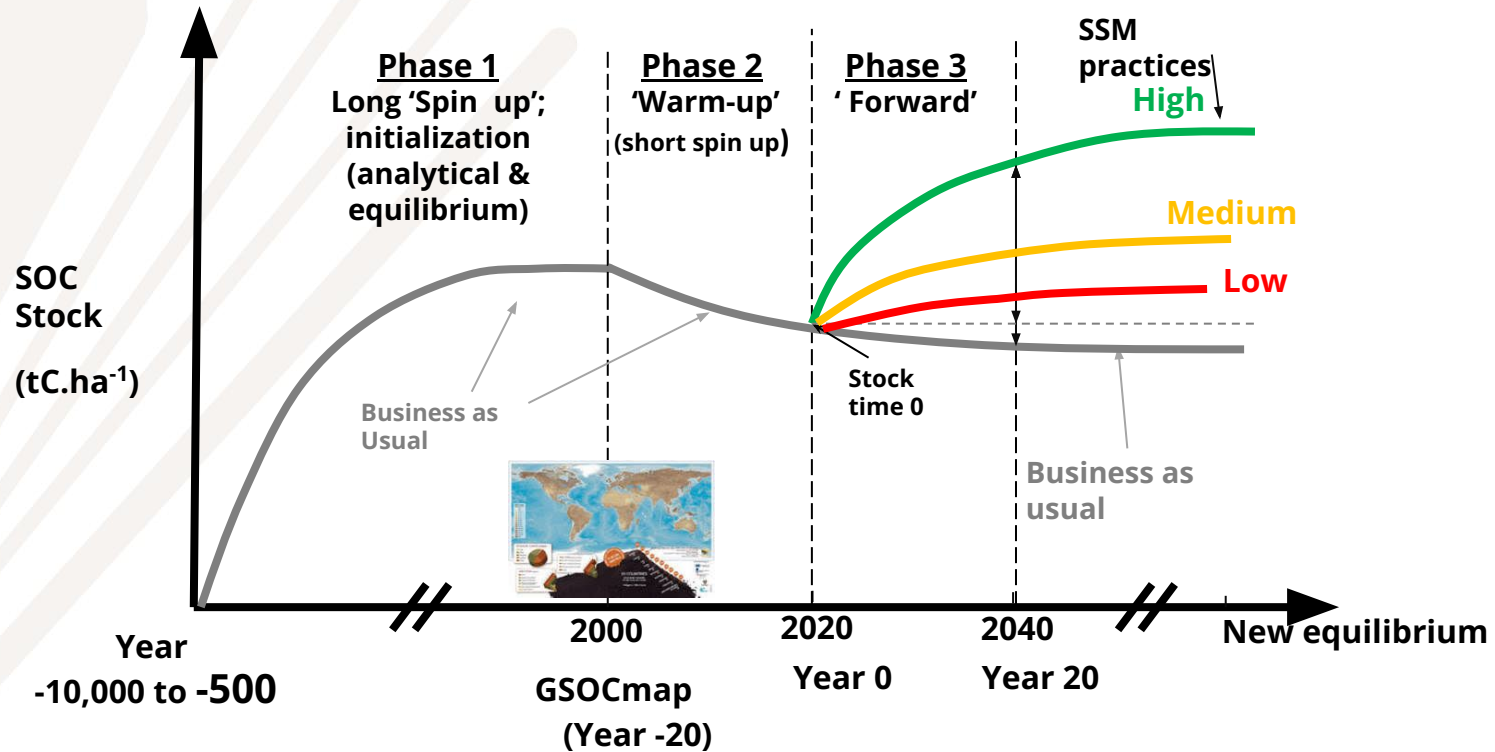 Phase 1
Long ‘Spin up’;
initialization
(analytical &
equilibrium)
Phase 2
‘Warm-up’
(short spin up)
Phase 3
‘ Forward’
SSM
practices
High
Medium
Low
SOC
Stock
(tC.ha-1)
Business as
Usual
Stock
time 0
Business as
usual
Year
-10,000 to -500
2000
GSOCmap
(Year -20)
2020
Year 0
2040
Year 20
New equilibrium